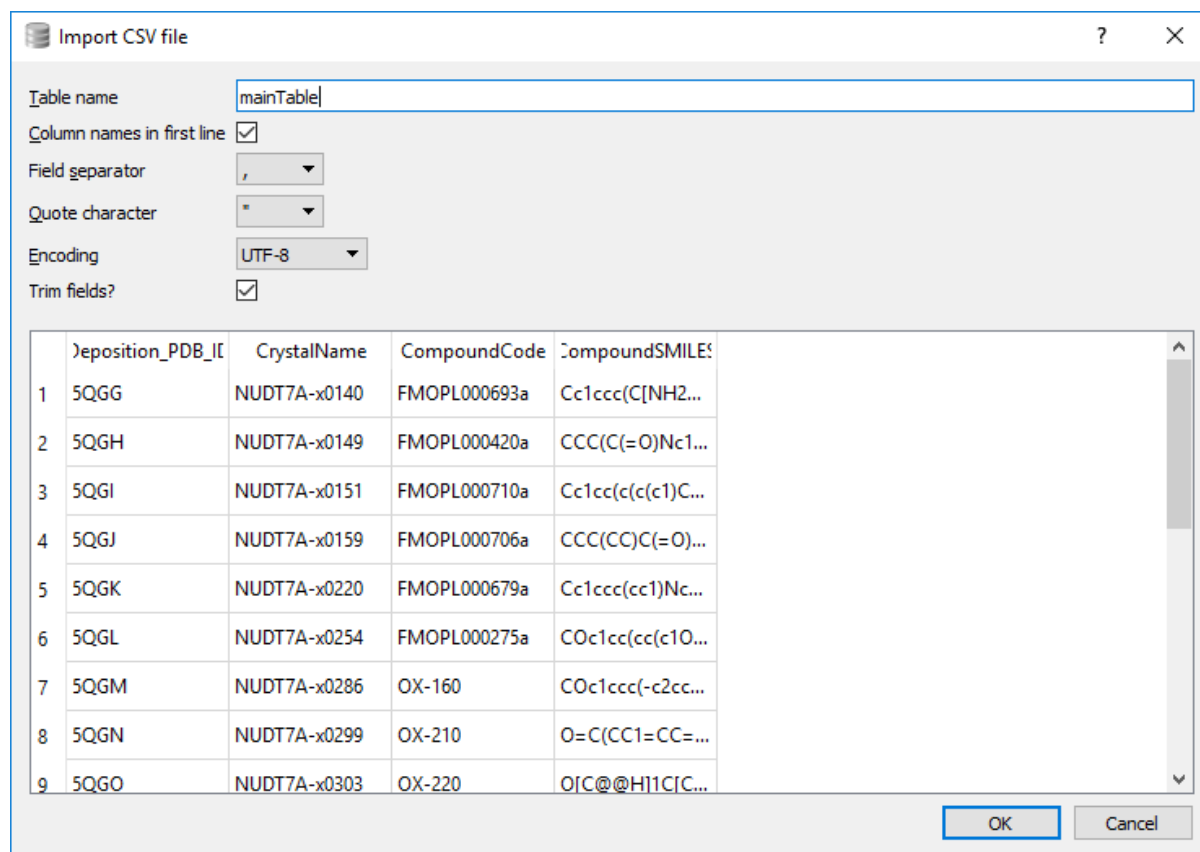 Import CSV file ?
Table name mainTable
Column names in first line
Field separator ,
Quote character "
Encoding UTF-8
Trim fields?
Deposition_PDB_ID CrystalName CompoundCode CompoundSMILES
1 5QGG NUDT7A-x0140 FMOPL000693a Cc1ccc(C[NH2...
2 5QGH NUDT7A-x0149 FMOPL000420a CCC(C(=O)Nc1...
3 5QGI NUDT7A-x0151 FMOPL000710a Cc1cc(c(c(c1)C...
4 5QGJ NUDT7A-x0159 FMOPL000706a CCC(CC)C(=O)...
5 5QGK NUDT7A-x0220 FMOPL000679a Cc1ccc(cc1)Nc...
6 5QGL NUDT7A-x0254 FMOPL000275a COc1cc(cc(c1O...
7 5QGM NUDT7A-x0286 OX-160 COc1ccc(-c2cc...
8 5QGN NUDT7A-x0299 OX-210 O=C(CC1=CC=...
9 5QGO NUDT7A-x0303 OX-220 O[C@@H]1C[C...
OK Cancel